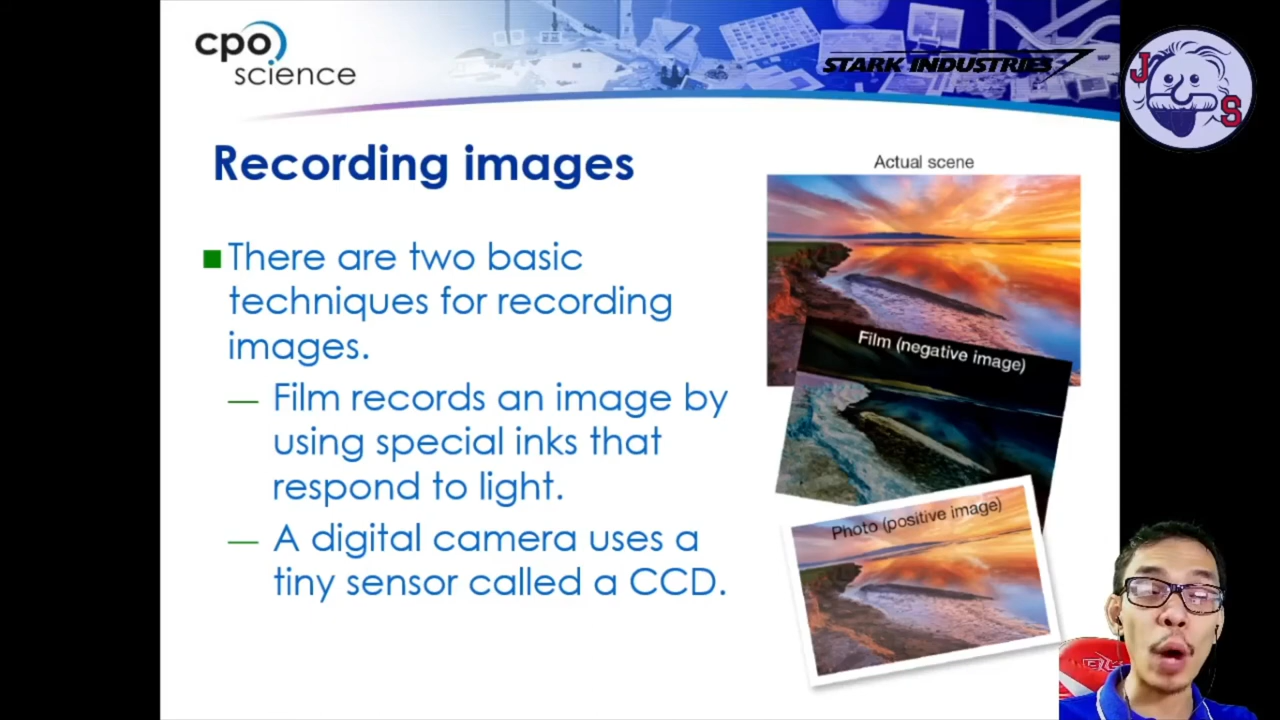 cpo
science
STARK INDUSTRIES
J
S
Recording images
Actual scene
There are two basic
techniques for recording
images.
Film (negative image)
— Film records an image by
using special inks that
respond to light.
Photo (positive image)
— A digital camera uses a
tiny sensor called a CCD.